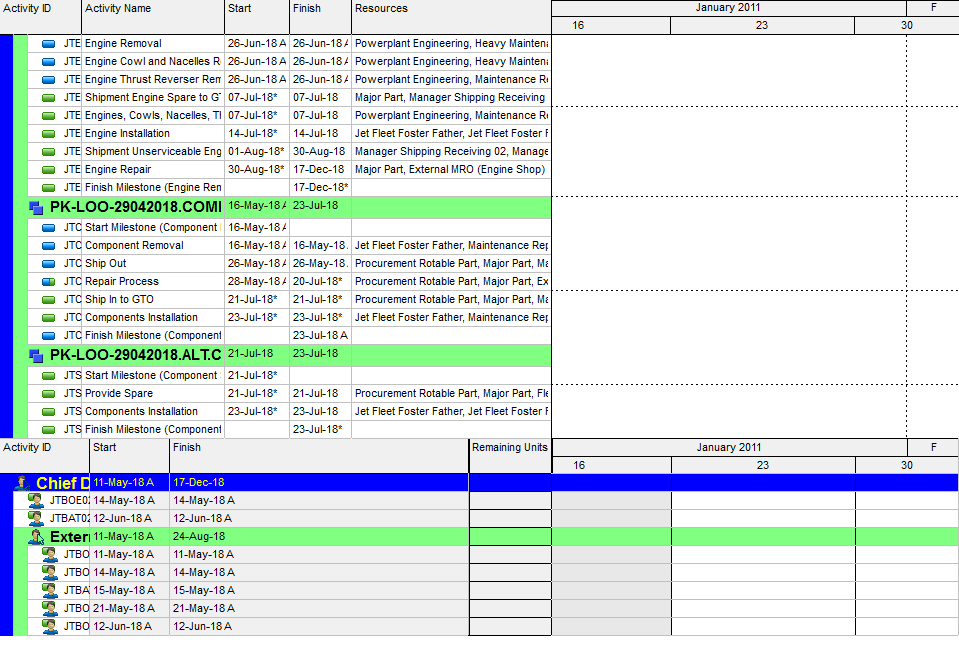 Activity ID Activity Name Start Finish Resources January 2011 F
16 23 30
JTE Engine Removal 26-Jun-18 A 26-Jun-18 A Powerplant Engineering, Heavy Mainten
JTE Engine Cowl and Nacelles R 26-Jun-18 A 26-Jun-18 A Powerplant Engineering, Heavy Mainten
JTE Engine Thrust Reverser Rem 26-Jun-18 A 26-Jun-18 A Powerplant Engineering, Maintenance Re
JTE Shipment Engine Spare to GT 07-Jul-18* 07-Jul-18 Major Part, Manager Shipping Receiving
JTE Engines, Cowls, Nacelles, Tl 07-Jul-18* 07-Jul-18 Powerplant Engineering, Maintenance Re
JTE Engine Installation 14-Jul-18* 14-Jul-18 Jet Fleet Foster Father, Jet Fleet Foster F
JTE Shipment Unserviceable Eng 01-Aug-18* 30-Aug-18 Manager Shipping Receiving 02, Manage
JTE Engine Repair 30-Aug-18* 17-Dec-18 Major Part, External MRO (Engine Shop)
JTE Finish Milestone (Engine Ren 17-Dec-18*
PK-LOO-29042018.COMI 16-May-18 A 23-Jul-18
JTC Start Milestone (Component 16-May-18 A
JTC Component Removal 16-May-18 A 16-May-18 Jet Fleet Foster Father, Maintenance Rep
JTC Ship Out 26-May-18 A 26-May-18 Procurement Rotable Part, Major Part, Ma
JTC Repair Process 28-May-18 A 20-Jul-18* Procurement Rotable Part, Major Part, Ex
JTC Ship In to GTO 21-Jul-18* 21-Jul-18* Procurement Rotable Part, Major Part, Ma
JTC Components Installation 23-Jul-18* 23-Jul-18* Jet Fleet Foster Father, Maintenance Rep
JTC Finish Milestone (Component 23-Jul-18 A
PK-LOO-29042018.ALT.C 21-Jul-18 23-Jul-18
JTS Start Milestone (Component 21-Jul-18*
JTS Provide Spare 21-Jul-18* 21-Jul-18 Procurement Rotable Part, Major Part, Fle
JTS Components Installation 23-Jul-18* 23-Jul-18 Jet Fleet Foster Father, Jet Fleet Foster F
JTS Finish Milestone (Component 23-Jul-18*
Activity ID Start Finish Remaining Units January 2011 F
16 23 30
Chief D 11-May-18 A 17-Dec-18
JTBOE02 14-May-18 A 14-May-18 A
JTBAT02 12-Jun-18 A 12-Jun-18 A
Exter 11-May-18 A 24-Aug-18
JTBO 11-May-18 A 11-May-18 A
JTBO 14-May-18 A 14-May-18 A
JTBA 15-May-18 A 15-May-18 A
JTBO 21-May-18 A 21-May-18 A
JTBO 12-Jun-18 A 12-Jun-18 A